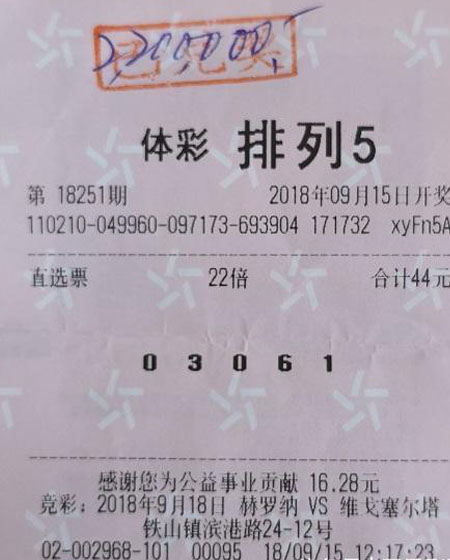 已兑奖
2,200,000.
体彩 排列5
第 18251期 2018年09月15日开奖
110210-049960-097173-693904 171732 xyFn5A
直选票 22倍 合计44元
0 3 0 6 1
感谢您为公益事业贡献 16.28元
竞彩:2018年9月18日 赫罗纳 VS 维戈塞尔塔
铁山镇滨港路24-12号
02-002968-101 00095 18/09/15 12:17:23